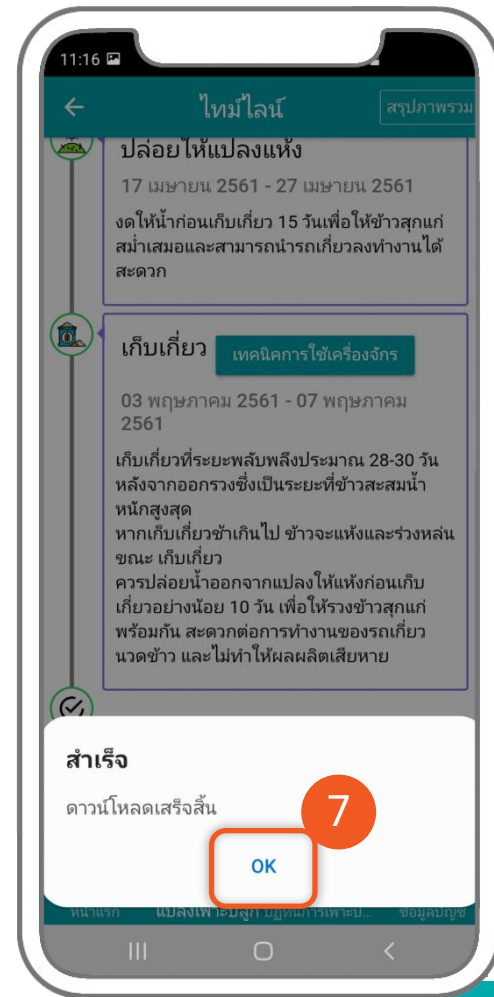 11:16
ไทม์ไลน์
สรุปภาพรวม
ปล่อยให้แปลงแห้ง
17 เมษายน 2561 - 27 เมษายน 2561
งดให้น้ำก่อนเก็บเกี่ยว 15 วันเพื่อให้ข้าวสุกแก่
สม่ำเสมอและสามารถนำรถเกี่ยวลงทำงานได้
สะดวก
เก็บเกี่ยว
เทคนิคการใช้เครื่องจักร
03 พฤษภาคม 2561 - 07 พฤษภาคม
2561
เก็บเกี่ยวที่ระยะพลับพลึงประมาณ 28-30 วัน
หลังจากออกรวงซึ่งเป็นระยะที่ข้าวสะสมน้ำ
หนักสูงสุด
หากเก็บเกี่ยวช้าเกินไป ข้าวจะแห้งและร่วงหล่น
ขณะ เก็บเกี่ยว
ควรปล่อยน้ำออกจากแปลงให้แห้งก่อนเก็บ
เกี่ยวอย่างน้อย 10 วัน เพื่อให้รวงข้าวสุกแก่
พร้อมกัน สะดวกต่อการทำงานของรถเกี่ยว
นวดข้าว และไม่ทำให้ผลผลิตเสียหาย
สำเร็จ
ดาวน์โหลดเสร็จสิ้น
7
OK
หน้าแรก แปลงเพาะปลูก ปฏิทินการเพาะป... ข้อมูลบัญชี